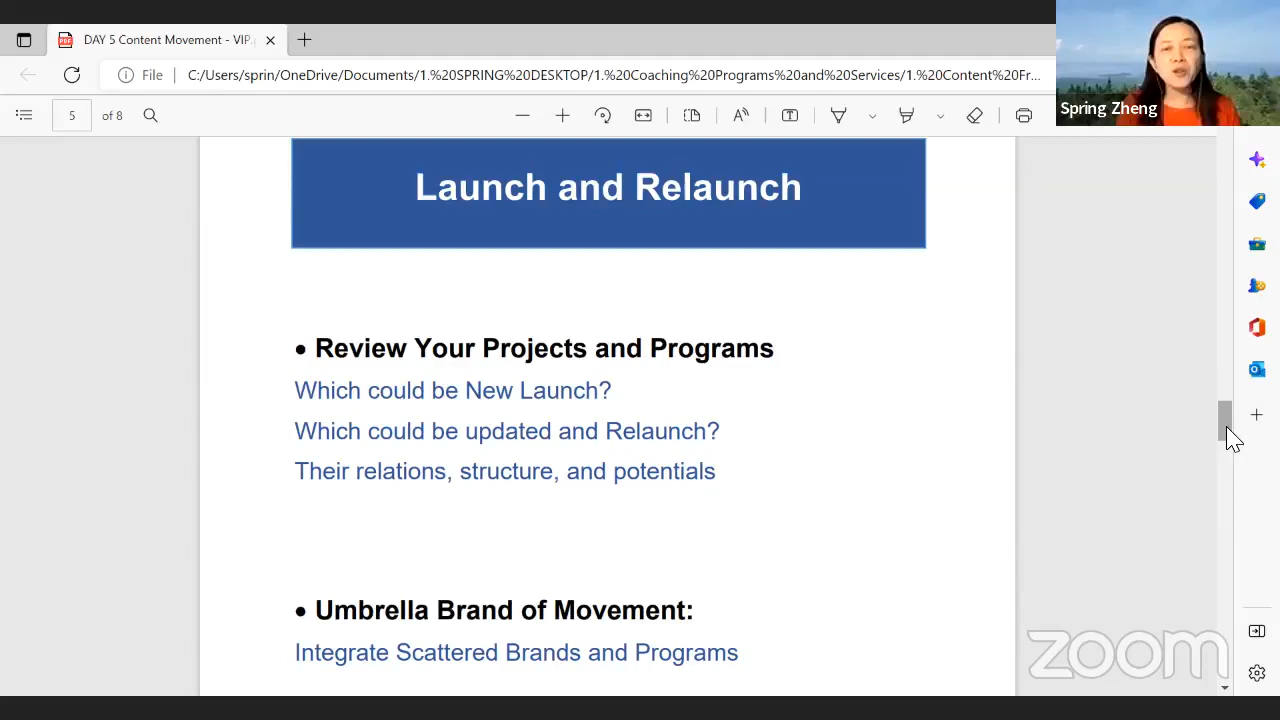 DAY 5 Content Movement - VIP.
File
C:/Users/sprin/OneDrive/Documents/1.%20SPRING%20DESKTOP/1.%20Coaching%20Programs%20and%20Services/1.%20Content%20Fr...
Spring Zheng
5 of 8
Launch and Relaunch
• Review Your Projects and Programs
Which could be New Launch?
Which could be updated and Relaunch?
Their relations, structure, and potentials
• Umbrella Brand of Movement:
Integrate Scattered Brands and Programs
zoom